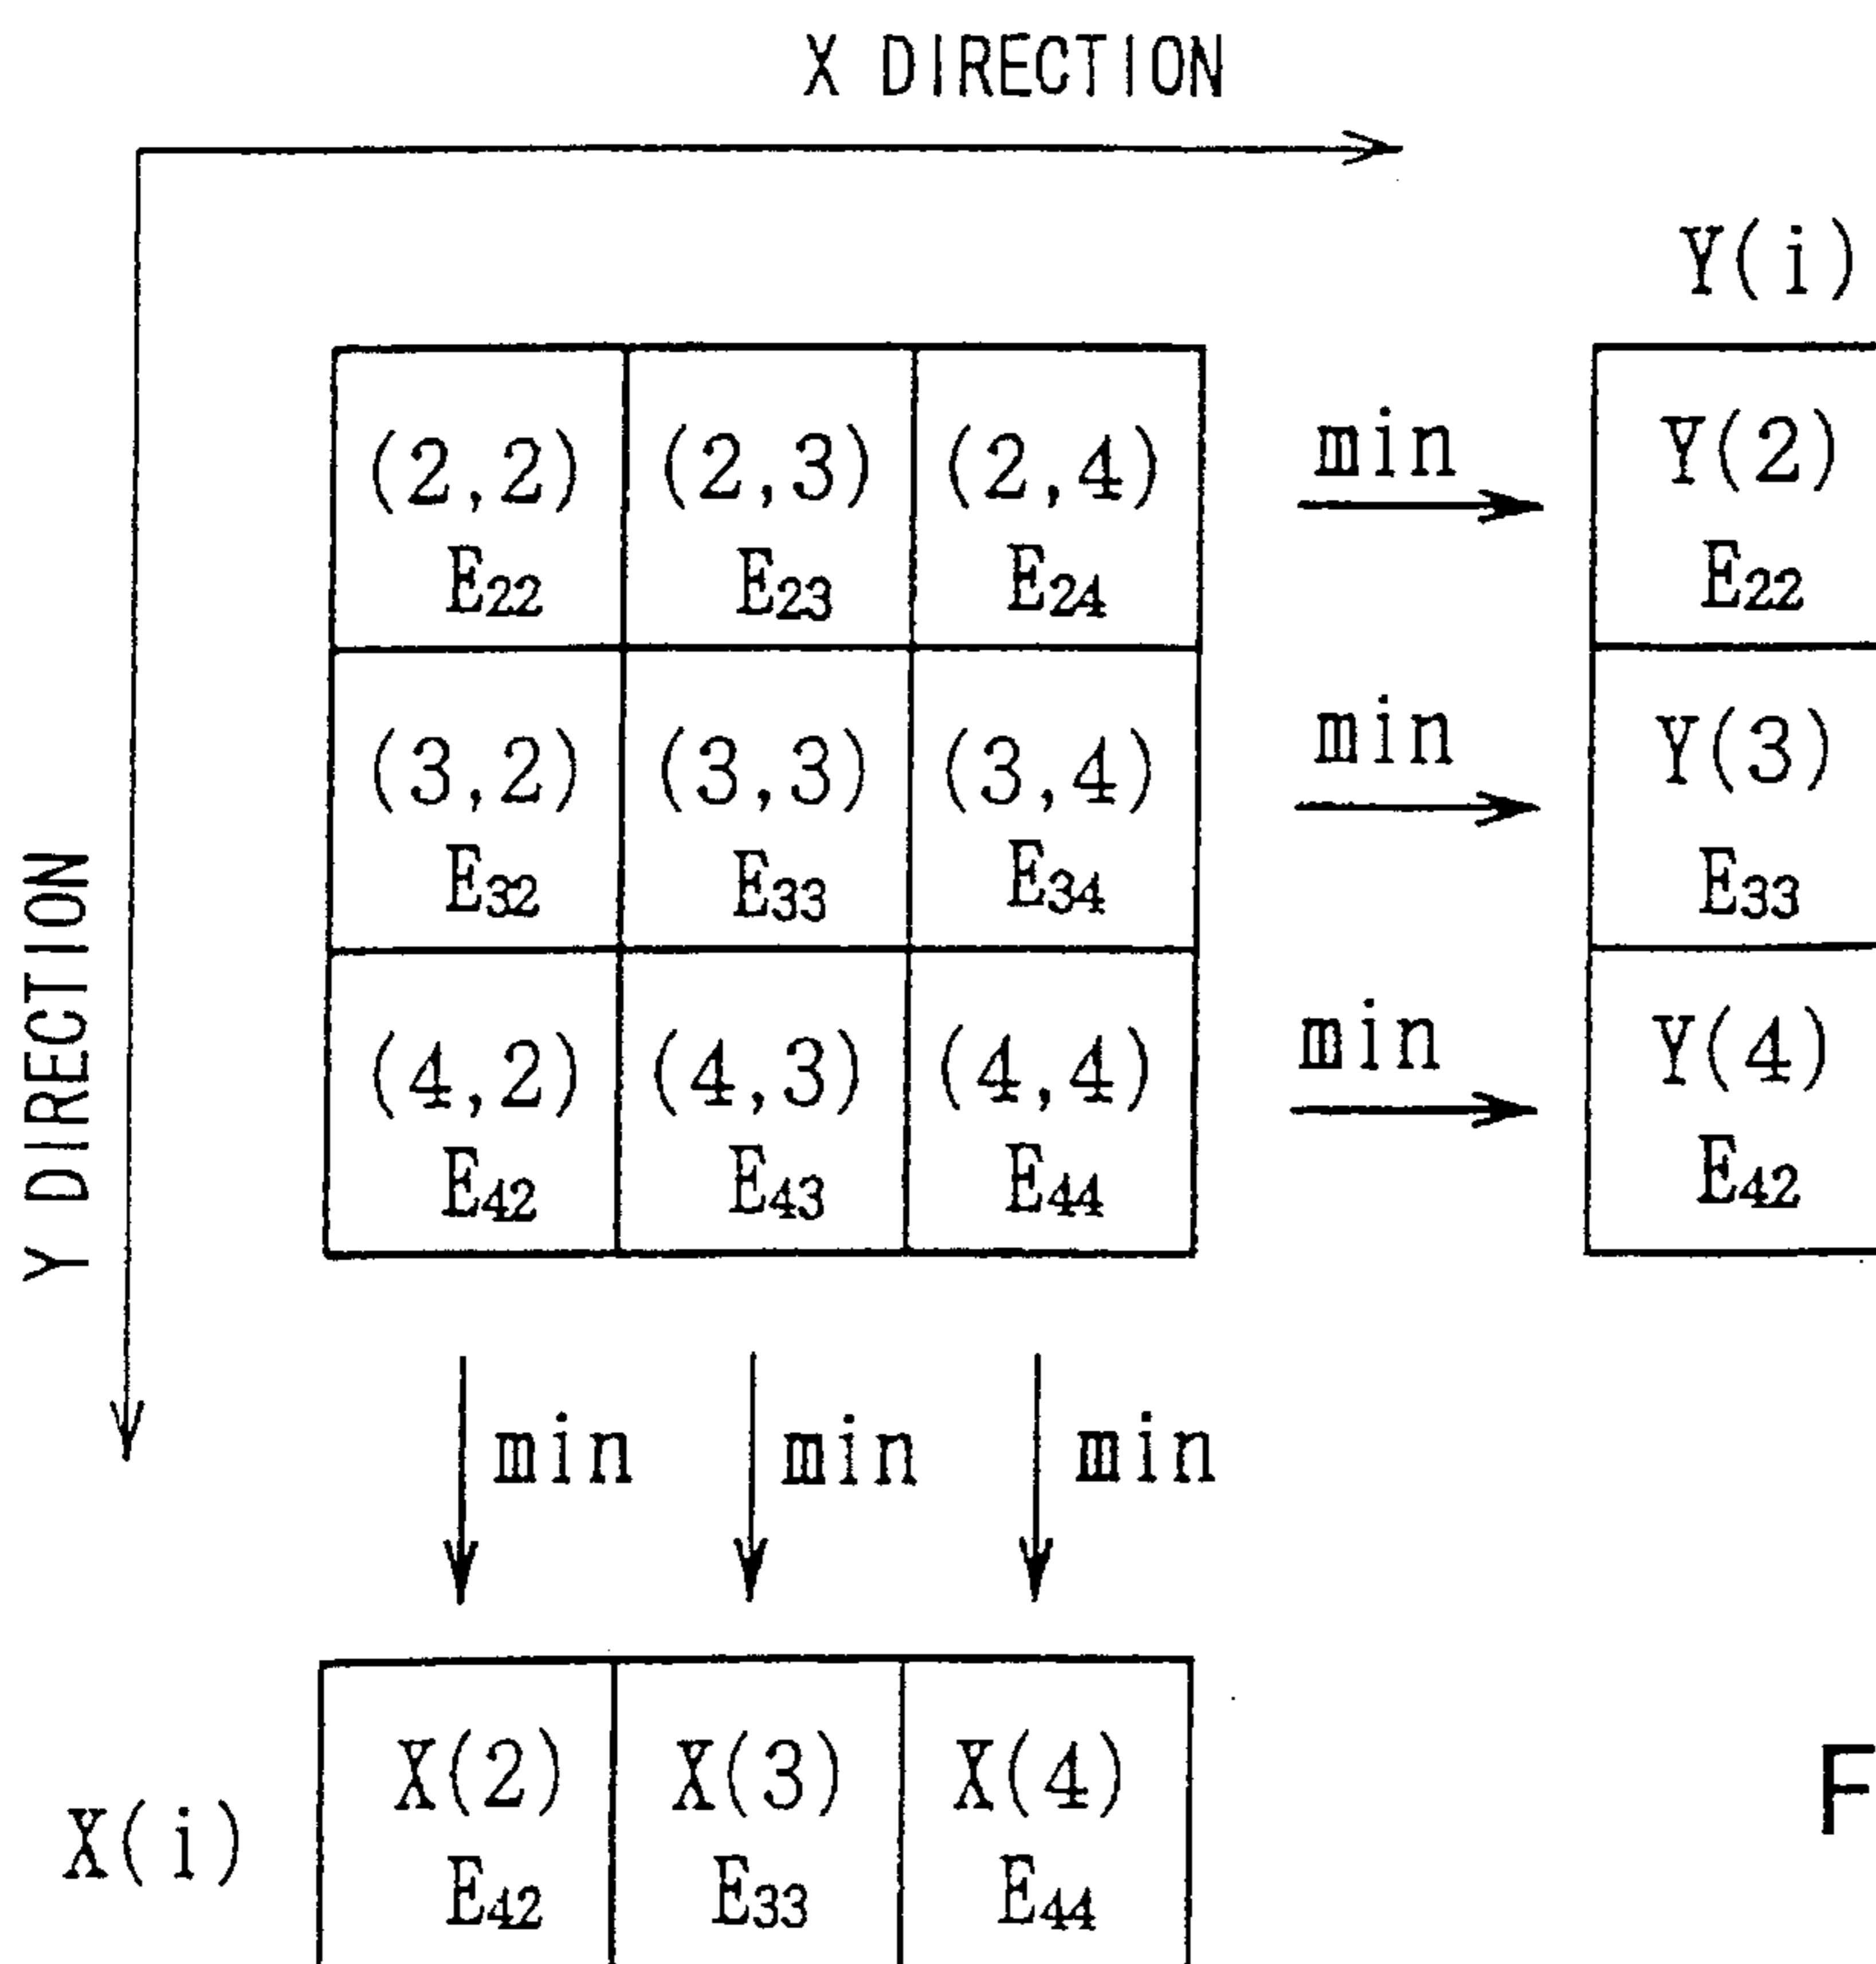 X DIRECTION
Y(i)
(2,2) (2,3) (2,4) min Y(2)
E22 E23 E24 E22
(3,2) (3,3) (3,4) min Y(3)
E32 E33 E34 E33
(4,2) (4,3) (4,4) min Y(4)
E42 E43 E44 E42
Y DIRECTION
min min min
X(2) X(3) X(4)
X(i)
E42 E33 E44
F